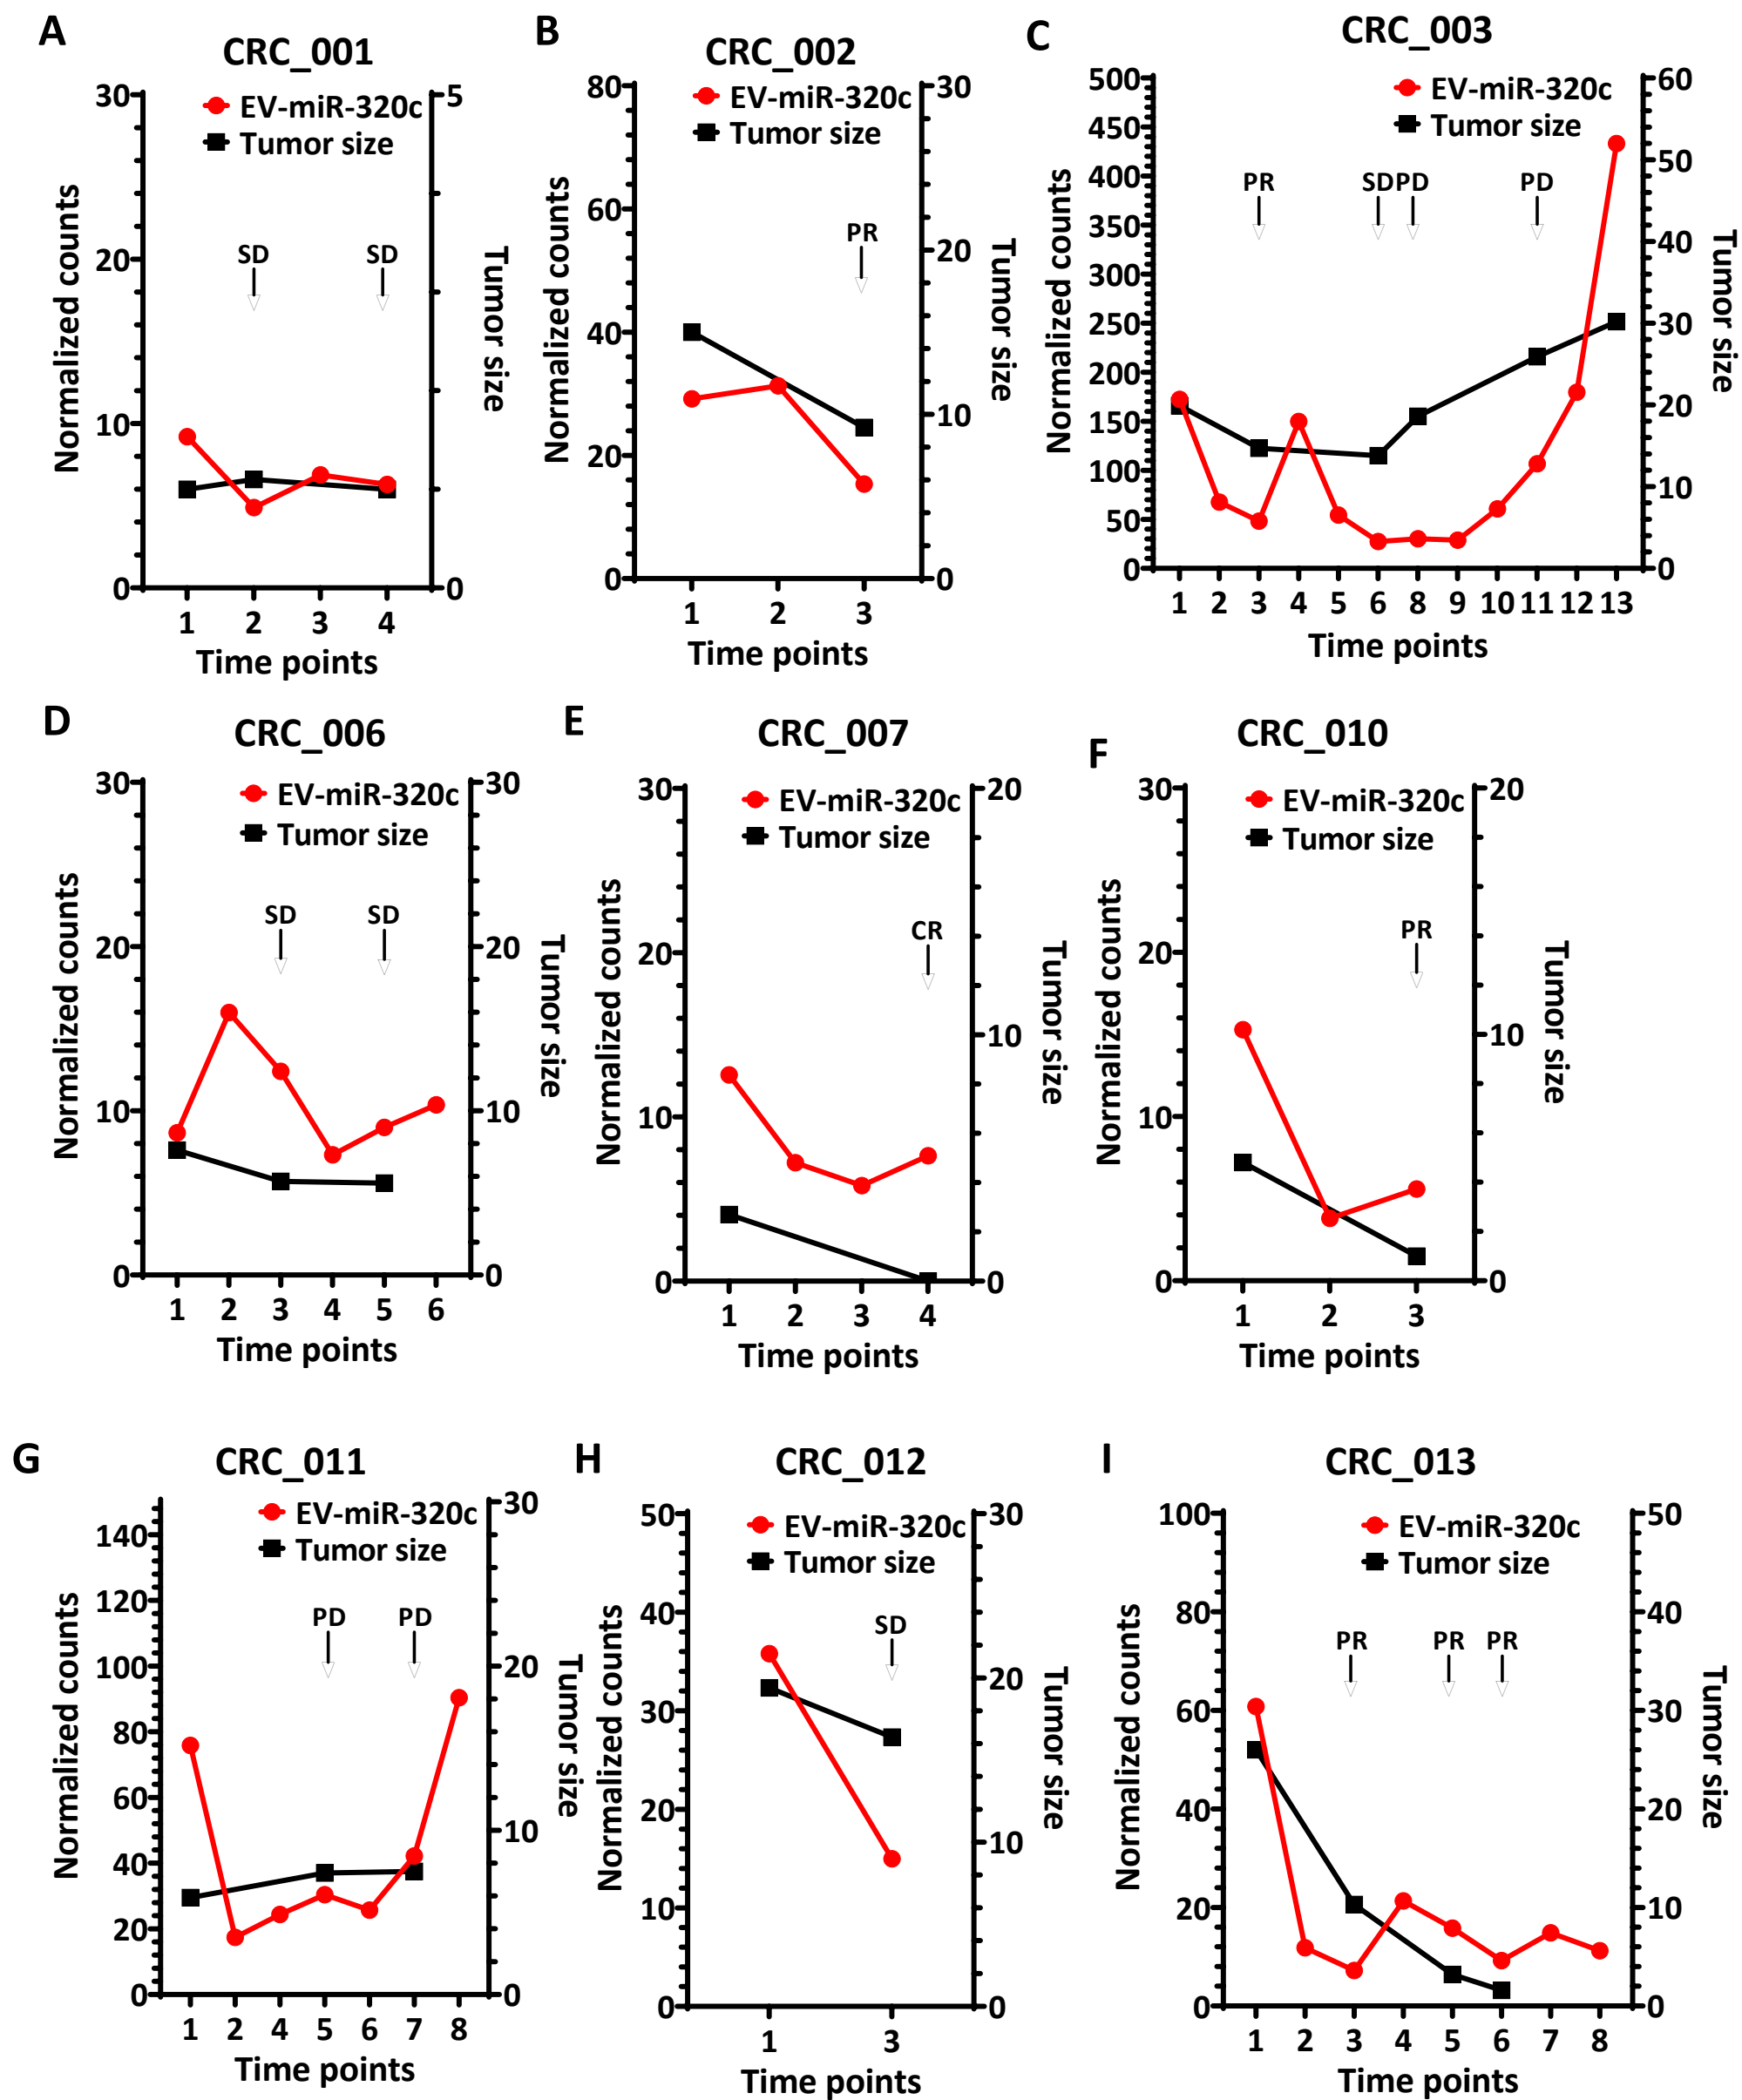 A
CRC_001
EV-miR-320c
Tumor size
Normalized counts
30
20
10
0
5
0
Tumor size
SD
SD
1 2 3 4
Time points
B
CRC_002
EV-miR-320c
Tumor size
Normalized counts
80
60
40
20
0
30
20
10
0
Tumor size
PR
1 2 3
Time points
C
CRC_003
EV-miR-320c
Tumor size
Normalized counts
500
450
400
350
300
250
200
150
100
50
0
60
50
40
30
20
10
0
Tumor size
PR SD PD PD
1 2 3 4 5 6 8 9 10 11 12 13
Time points
D
CRC_006
EV-miR-320c
Tumor size
Normalized counts
30
20
10
0
30
20
10
0
Tumor size
SD SD
1 2 3 4 5 6
Time points
E
CRC_007
EV-miR-320c
Tumor size
Normalized counts
30
20
10
0
20
10
0
Tumor size
CR
1 2 3 4
Time points
F
CRC_010
EV-miR-320c
Tumor size
Normalized counts
30
20
10
0
20
10
0
Tumor size
PR
1 2 3
Time points
G
CRC_011
EV-miR-320c
Tumor size
Normalized counts
140
120
100
80
60
40
20
0
30
20
10
0
Tumor size
PD PD
1 2 4 5 6 7 8
Time points
H
CRC_012
EV-miR-320c
Tumor size
Normalized counts
50
40
30
20
10
0
30
20
10
0
Tumor size
SD
1 3
Time points
I
CRC_013
EV-miR-320c
Tumor size
Normalized counts
100
80
60
40
20
0
50
40
30
20
10
0
Tumor size
PR PR PR
1 2 3 4 5 6 7 8
Time points